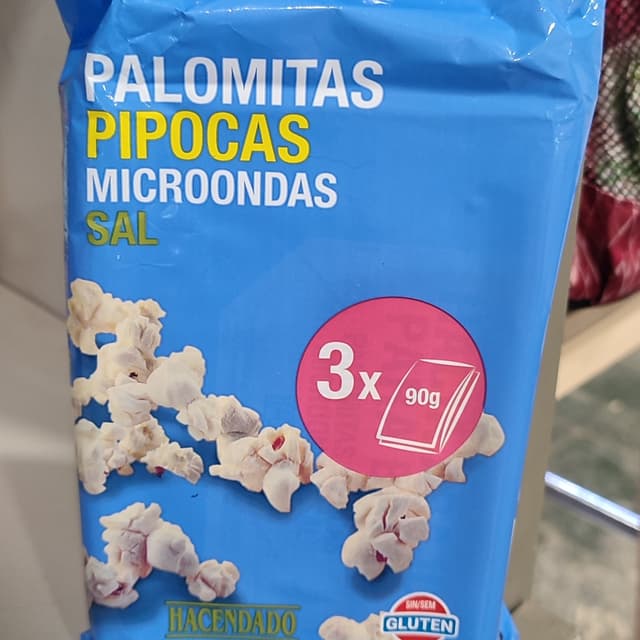 PALOMITAS
PIPOCAS
MICROONDAS
SAL
3x
90g
HACENDADO
SIN/SEM
GLUTEN